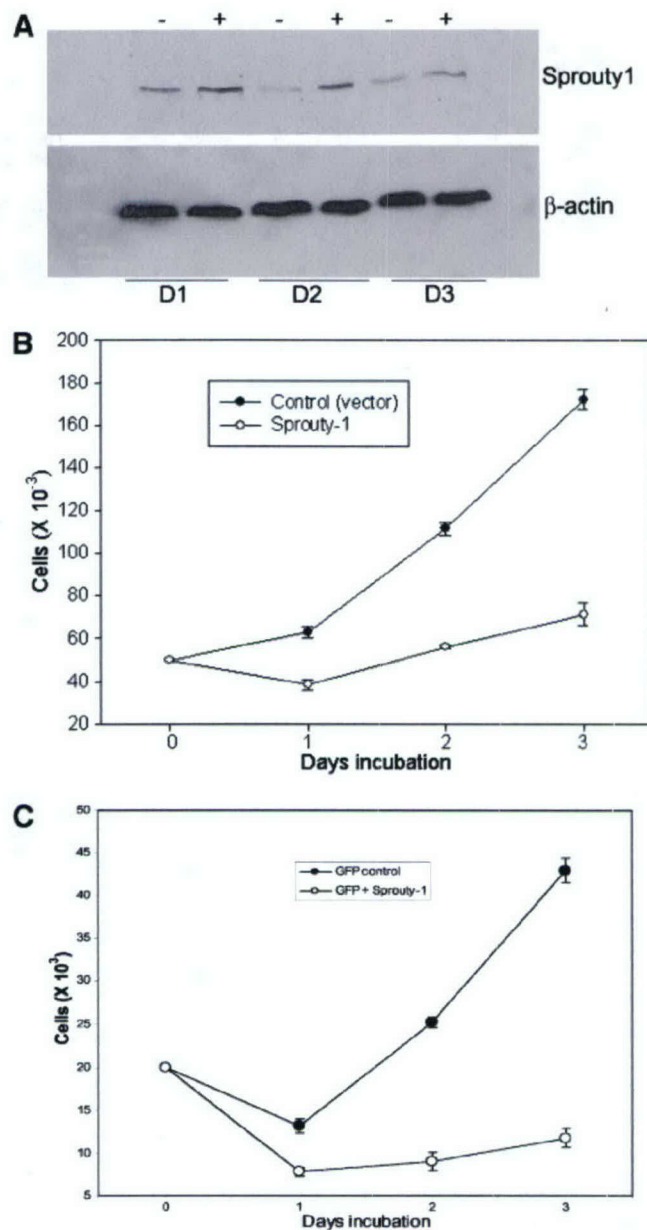 A
- + - + - +
Sprouty1
β-actin
D1 D2 D3
B
200
180
160
140
120
100
80
60
40
20
Cells (X 10⁻³)
Control (vector)
Sprouty-1
0 1 2 3
Days incubation
C
50
45
40
35
30
25
20
15
10
5
Cells (X 10³)
GFP control
GFP + Sprouty-1
0 1 2 3
Days incubation